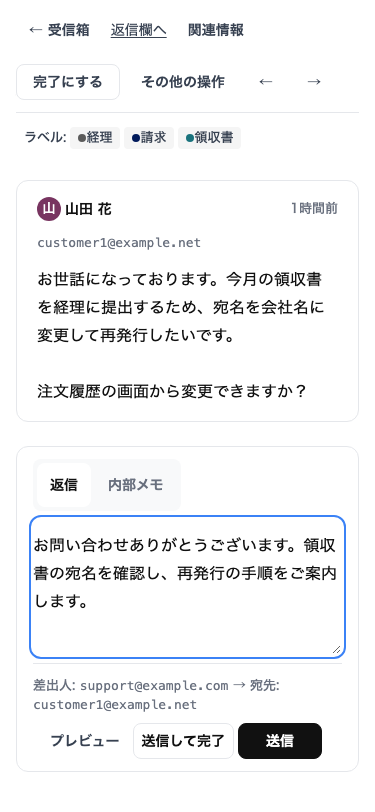 ← 受信箱 返信欄へ 関連情報
完了にする その他の操作 ← →
ラベル: 経理 請求 領収書
山 山田 花 1時間前
customer1@example.net
お世話になっております。今月の領収書
を経理に提出するため、宛名を会社名に
変更して再発行したいです。
注文履歴の画面から変更できますか？
返信 内部メモ
お問い合わせありがとうございます。領収
書の宛名を確認し、再発行の手順をご案内
します。
差出人: support@example.com → 宛先:
customer1@example.net
プレビュー 送信して完了 送信